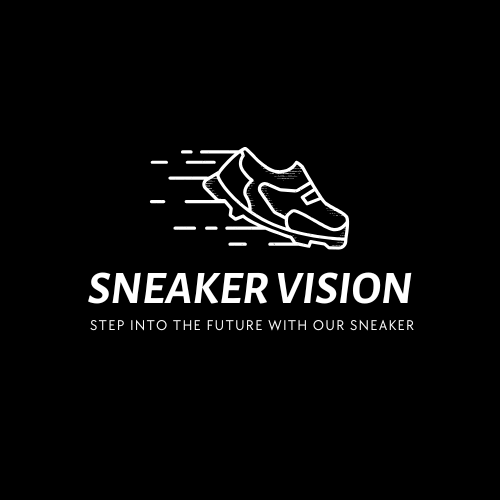 SNEAKER VISION
STEP INTO THE FUTURE WITH OUR SNEAKER